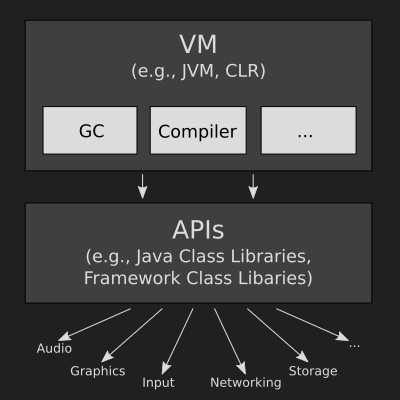 VM
(e.g., JVM, CLR)
GC
Compiler
...
APIs
(e.g., Java Class Libraries,
Framework Class Libaries)
Audio
Graphics
Input
Networking
Storage
...